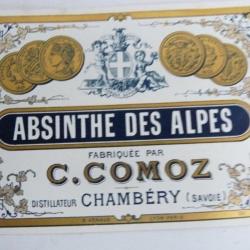 ABSINTHE DES ALPES
FABRIQUÉE PAR
C. COMOZ
DISTILLATEUR CHAMBÉRY (SAVOIE)